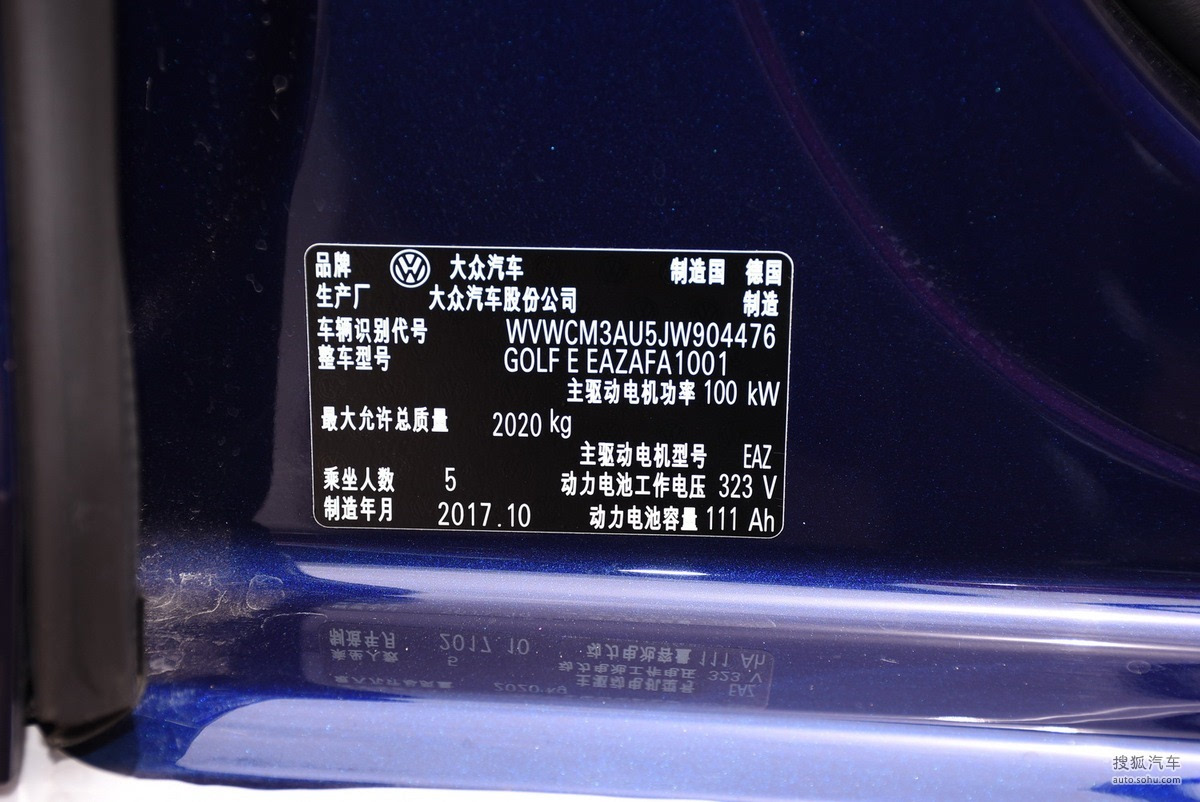 品牌 大众汽车 制造国 德国
生产厂 大众汽车股份公司 制造
车辆识别代号 WVWCM3AU5JW904476
整车型号 GOLF E EAZAFA1001
主驱动电机功率 100 kW
最大允许总质量 2020 kg
主驱动电机型号 EAZ
乘坐人数 5 动力电池工作电压 323 V
制造年月 2017.10 动力电池容量 111 Ah
搜狐汽车
auto.sohu.com